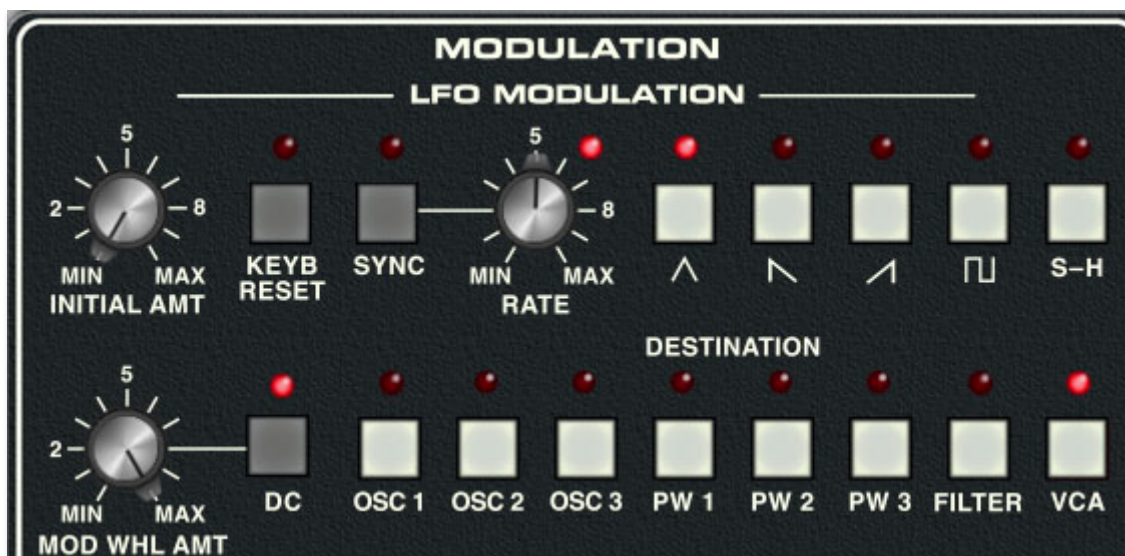 MODULATION
LFO MODULATION
5
5
2
8
8
MIN
MAX
INITIAL AMT
KEYB
RESET
SYNC
MIN
MAX
RATE
S-H
DESTINATION
5
2
MIN
MAX
MOD WHL AMT
DC
OSC 1
OSC 2
OSC 3
PW 1
PW 2
PW 3
FILTER
VCA